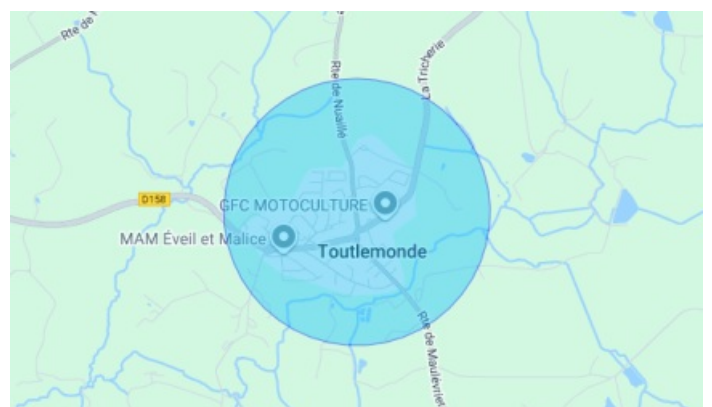 Rte de
Rte de Nuaillé
La Tricherie
D158
GFC MOTOCULTURE
MAM Éveil et Malice
Toutlemonde
Rte de Maulévrier